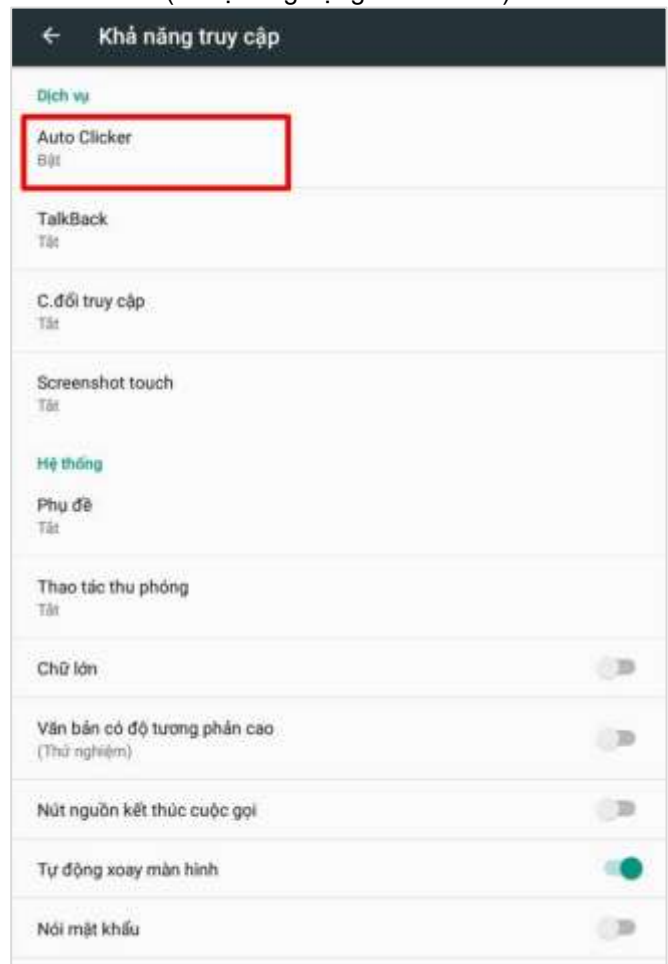 Khả năng truy cập
Dịch vụ
Auto Clicker
Bật
TalkBack
Tắt
C.đổi truy cập
Tắt
Screenshot touch
Tắt
Hệ thống
Phụ đề
Tắt
Thao tác thu phóng
Tắt
Chữ lớn
Văn bản có độ tương phản cao
(Thử nghiệm)
Nút nguồn kết thúc cuộc gọi
Tự động xoay màn hình
Nói mật khẩu